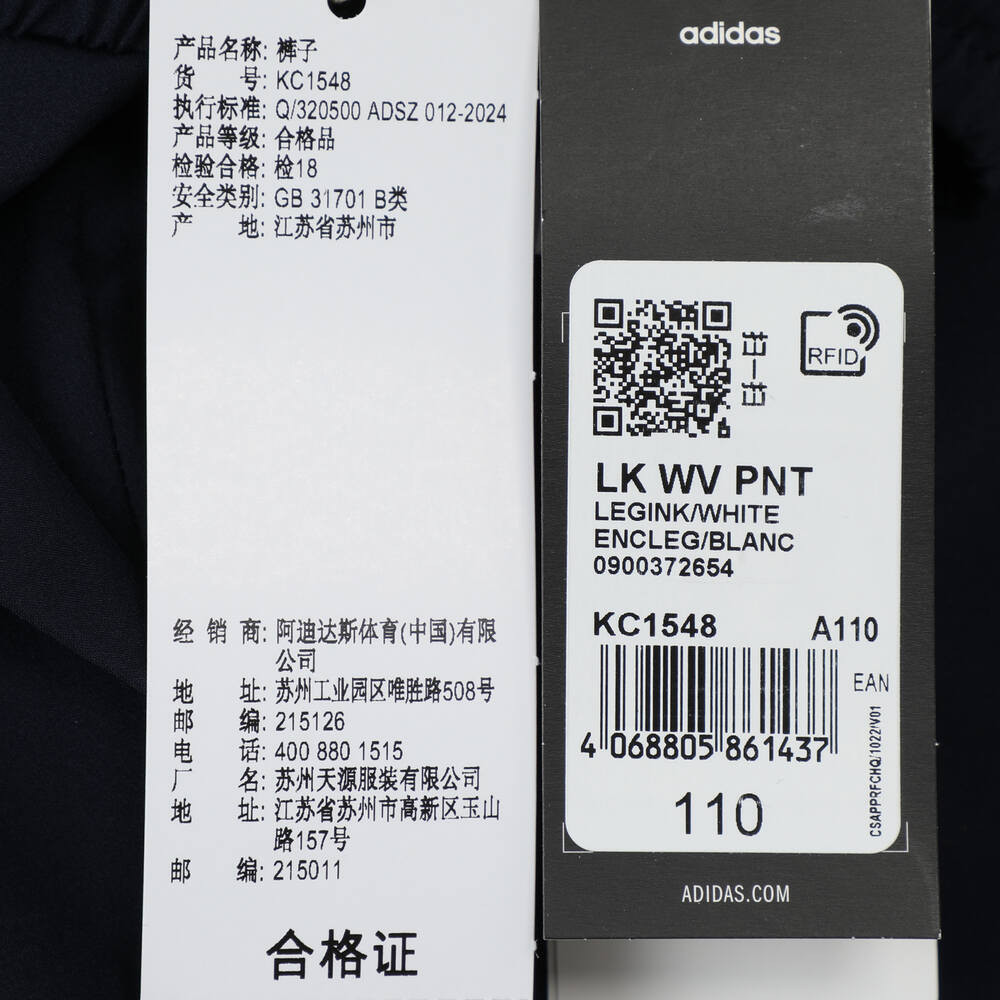 产品名称: 裤子
货 号: KC1548
执行标准: Q/320500 ADSZ 012-2024
产品等级: 合格品
检验合格: 检18
安全类别: GB 31701 B类
产 地: 江苏省苏州市
经 销 商: 阿迪达斯体育(中国)有限
公司
地 址: 苏州工业园区唯胜路508号
邮 编: 215126
电 话: 400 880 1515
厂 名: 苏州天源服装有限公司
地 址: 江苏省苏州市高新区玉山
路157号
邮 编: 215011
合格证
adidas
扫一扫
RFID
LK WV PNT
LEGINK/WHITE
ENCLEG/BLANC
0900372654
KC1548 A110
EAN
4 068805 861437
CSAPPRFCHQ/1022/V01
110
ADIDAS.COM